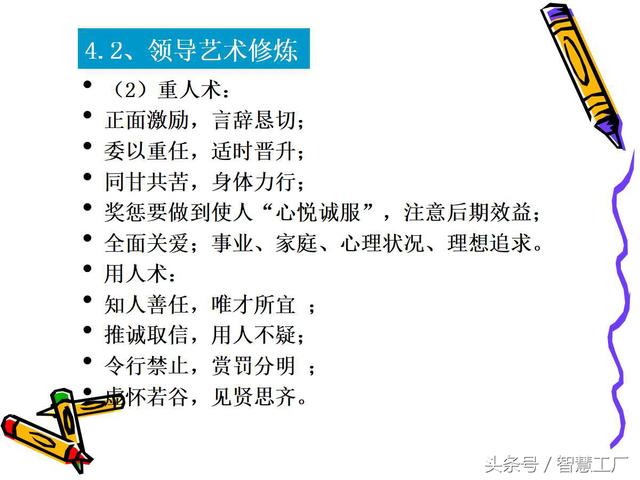 4.2、领导艺术修炼
• (2)重人术：
• 正面激励，言辞恳切；
• 委以重任，适时晋升；
• 同甘共苦，身体力行；
• 奖惩要做到使人“心悦诚服”，注意后期效益；
• 全面关爱；事业、家庭、心理状况、理想追求。
• 用人术：
• 知人善任，唯才所宜 ；
• 推诚取信，用人不疑；
• 令行禁止，赏罚分明 ；
• 虚怀若谷，见贤思齐。
头条号 / 智慧工厂